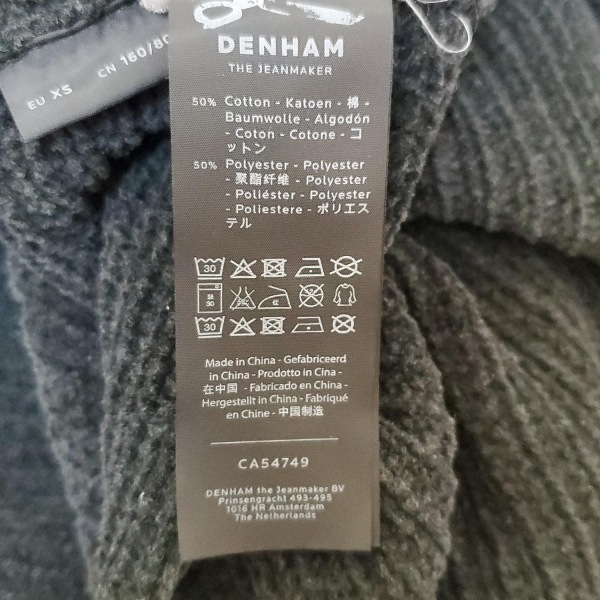 EU XS CN 160/80
DENHAM
THE JEANMAKER
50% Cotton - Katoen - 棉 -
Baumwolle - Algodón
- Coton - Cotone - コ
ットン
50% Polyester - Polyester
- 聚酯纤维 - Polyester
- Poliéster - Polyester
- Poliestere - ポリエス
テル
30
30
30
Made in China - Gefabriceerd
in China - Prodotto in Cina -
在中国 - Fabricado en China -
Hergestellt in China - Fabriqué
en Chine - 中国制造
CA54749
DENHAM the Jeanmaker BV
Prinsengracht 493-495
1016 HR Amsterdam
The Netherlands